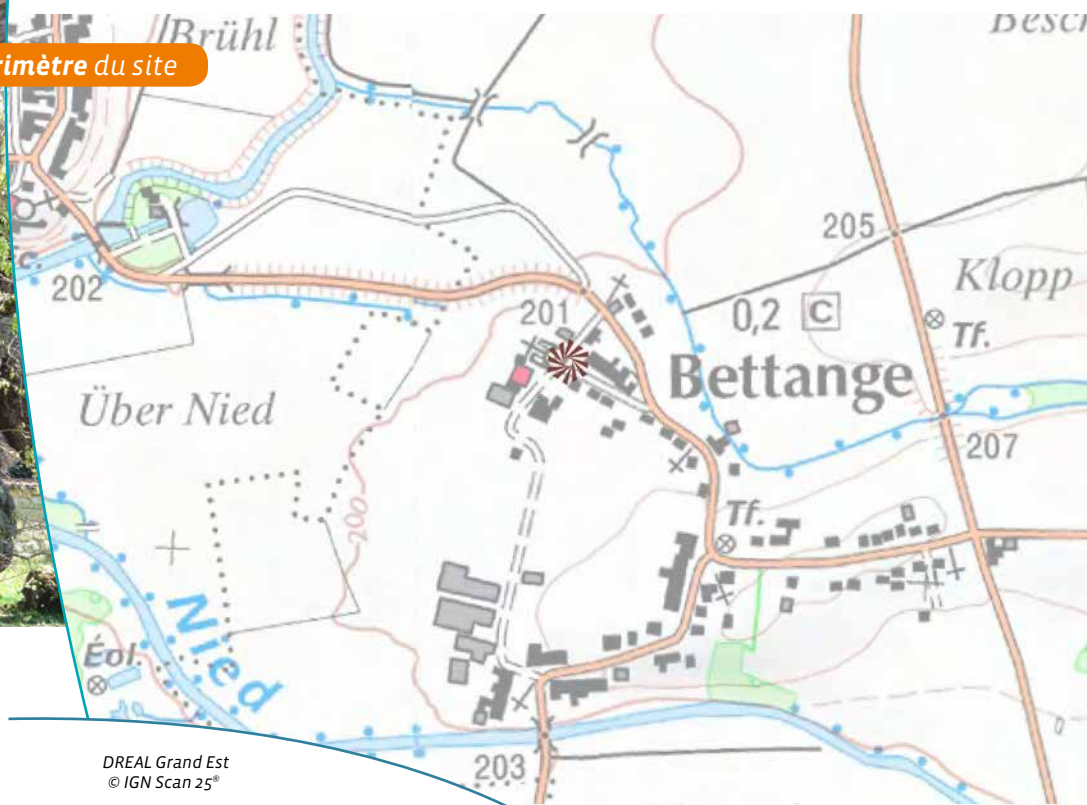 Brühl
rimètre du site
205
Klopp
202
201
0,2 C
Tf.
Bettange
Über Nied
207
200
Tf.
Nied
Éol.
203
DREAL Grand Est
© IGN Scan 25®